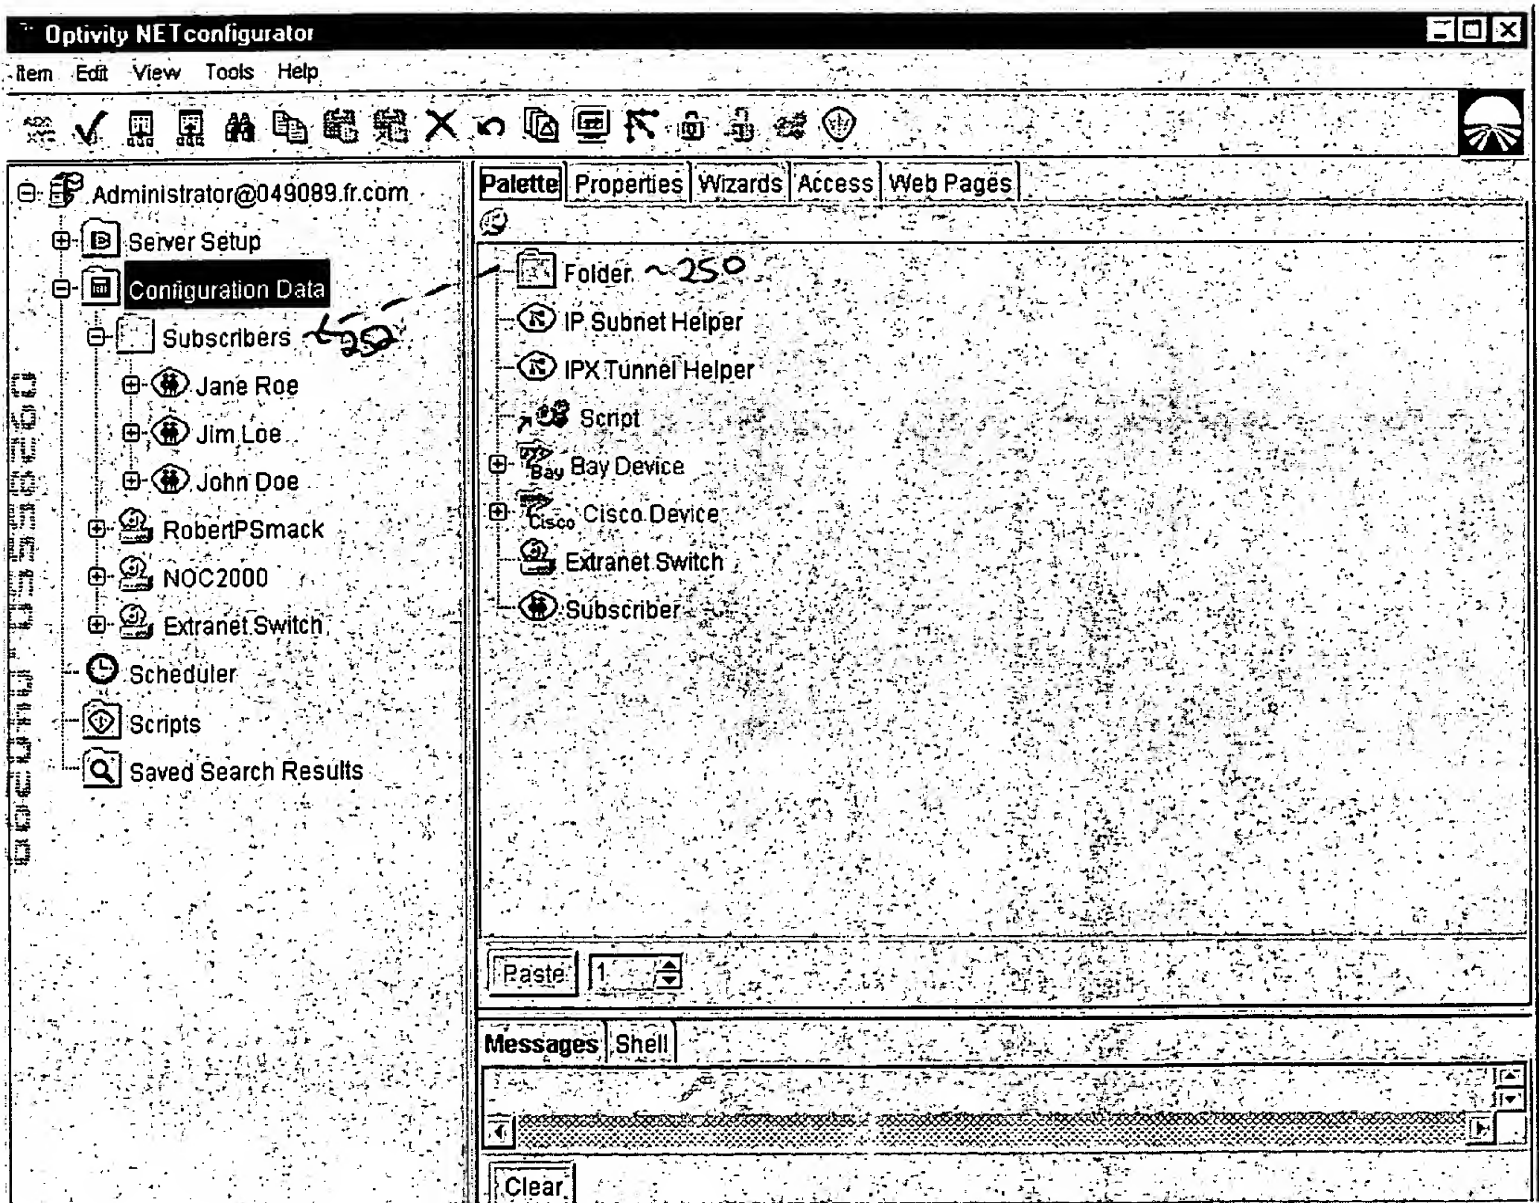 Optivity NETconfigurator
Item Edit View Tools Help
Administrator@049089.fr.com
Server Setup
Configuration Data
Subscribers 252
Jane Roe
Jim Loe
John Doe
RobertPSmack
NOC2000
Extranet Switch
Scheduler
Scripts
Saved Search Results
Palette Properties Wizards Access Web Pages
Folder ~250
IP Subnet Helper
IPX Tunnel Helper
Script
Bay Bay Device
Cisco Cisco Device
Extranet Switch
Subscriber
Paste 1
Messages Shell
Clear